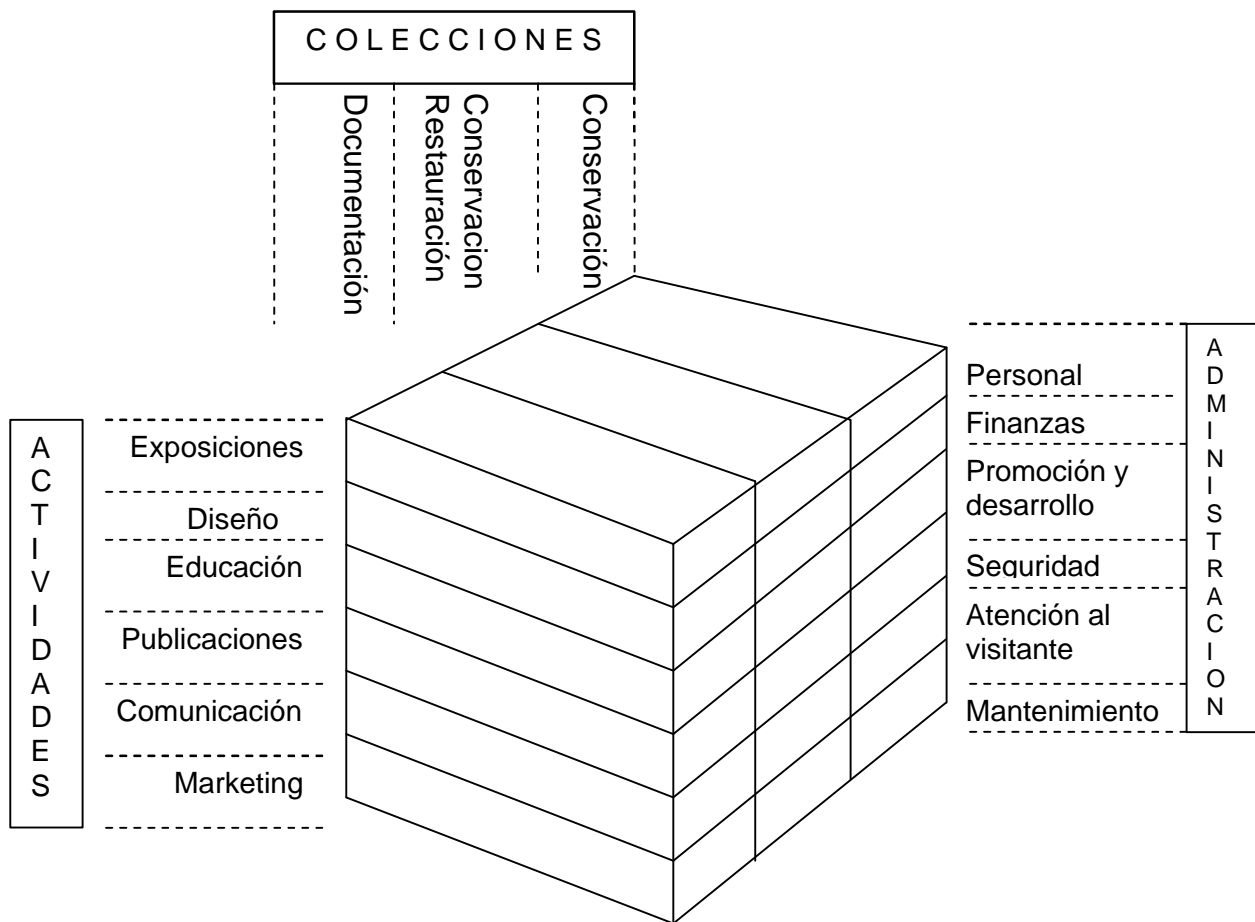 COLECCIONES
Documentación
Conservacion
Restauración
Conservación
ACTIVIDADES
Exposiciones
Diseño
Educación
Publicaciones
Comunicación
Marketing
Personal
Finanzas
Promoción y
desarrollo
Seguridad
Atención al
visitante
Mantenimiento
ADMINISTRACION